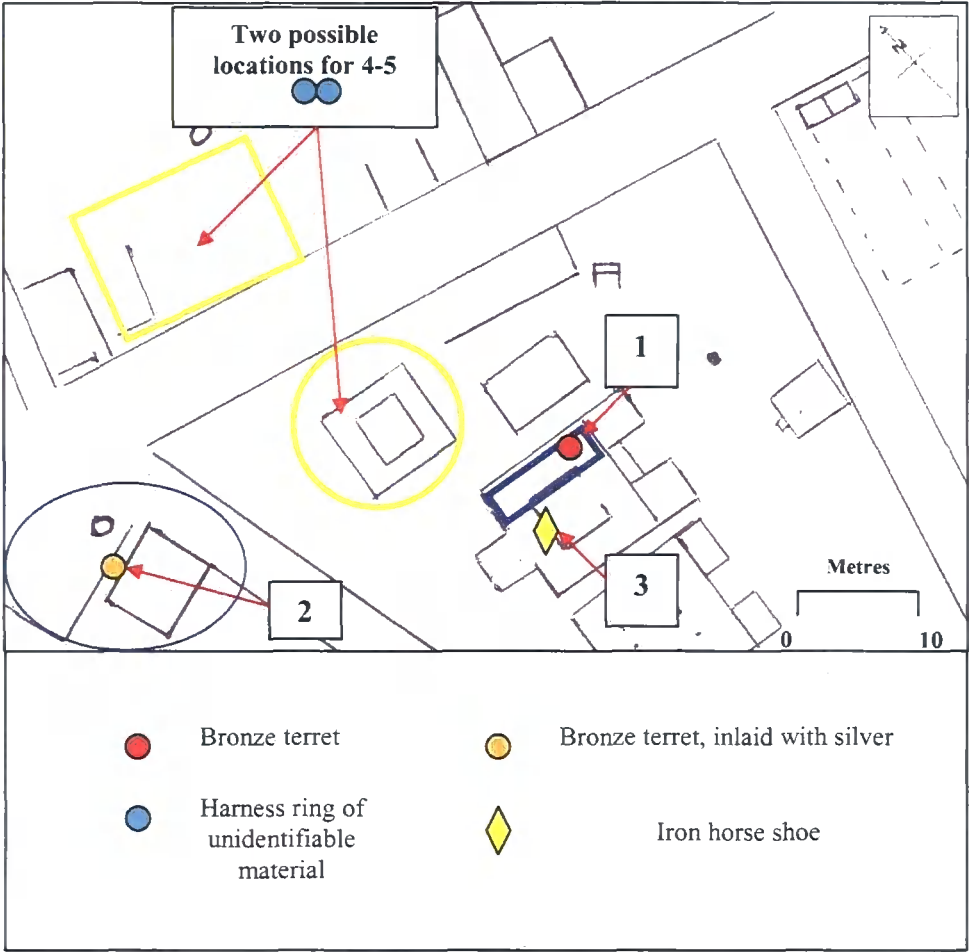 Two possible
locations for 4-5
N
1
2
3
Metres
0 10
Bronze terret
Bronze terret, inlaid with silver
Harness ring of
unidentifiable
material
Iron horse shoe